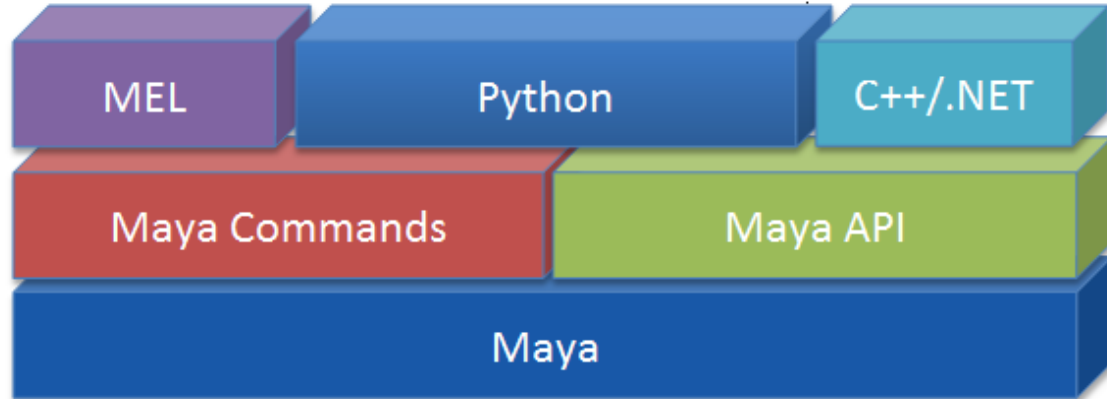 MEL
Python
C++/.NET
Maya Commands
Maya API
Maya